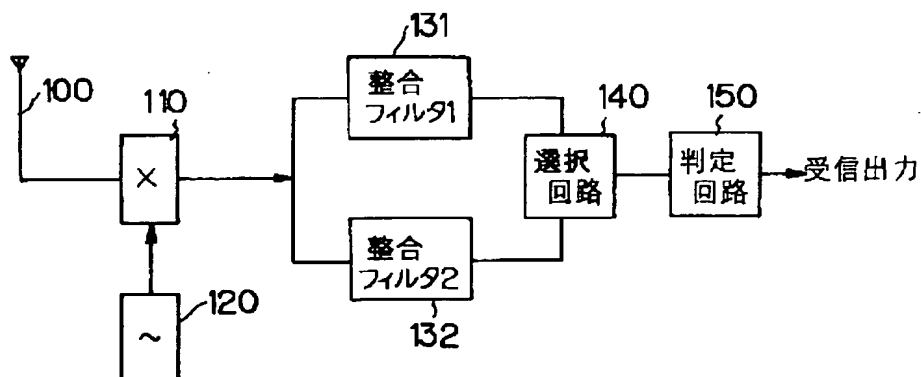 131
100
110
整合
フィルタ1
140
150
×
選択
回路
判定
回路
受信出力
整合
フィルタ2
120
~
132